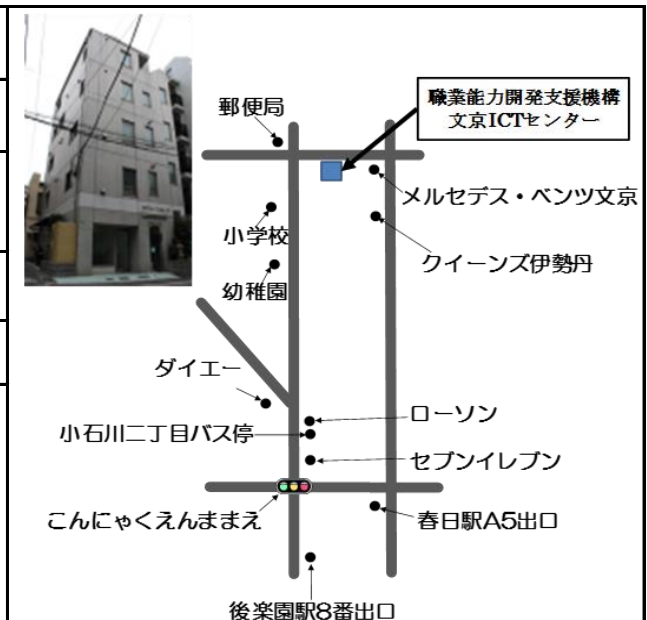 職業能力開発支援機構
文京ICTセンター
郵便局
メルセデス・ベンツ文京
小学校
クイーンズ伊勢丹
幼稚園
ダイエー
ローソン
小石川二丁目バス停
セブンイレブン
こんにゃくえんままえ
春日駅A5出口
後楽園駅8番出口